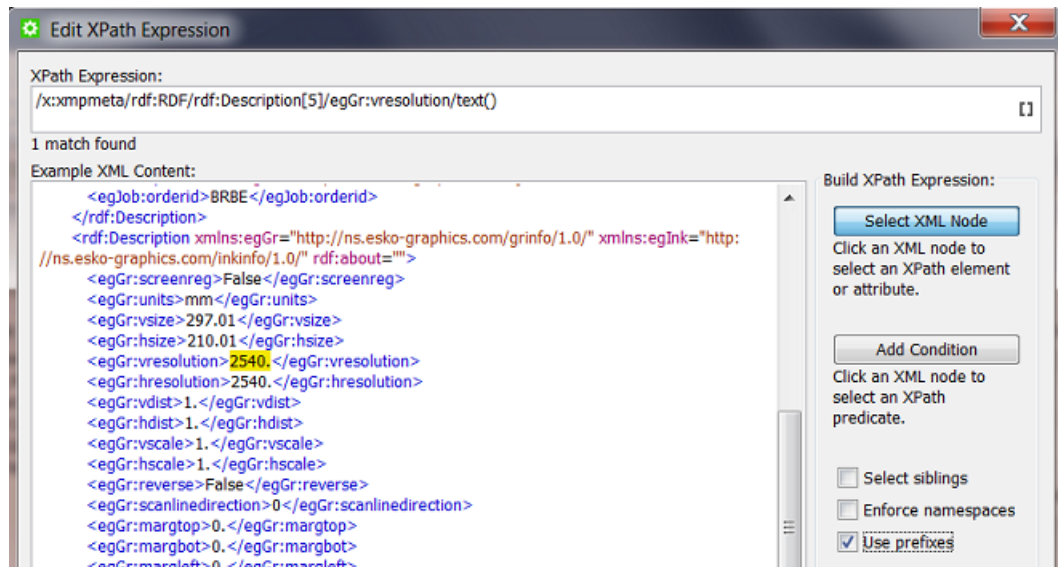 Edit XPath Expression
X
XPath Expression:
/x:xmpmeta/rdf:RDF/rdf:Description[5]/egGr:vresolution/text()
[]
1 match found
Example XML Content:
<egJob:orderid>BRBE</egJob:orderid>
</rdf:Description>
<rdf:Description xmlns:egGr="http://ns.esko-graphics.com/grinfo/1.0/" xmlns:egInk="http:
//ns.esko-graphics.com/inkinfo/1.0/" rdf:about="">
<egGr:screenreg>False</egGr:screenreg>
<egGr:units>mm</egGr:units>
<egGr:vsize>297.01</egGr:vsize>
<egGr:hsize>210.01</egGr:hsize>
<egGr:vresolution>2540.</egGr:vresolution>
<egGr:hresolution>2540.</egGr:hresolution>
<egGr:vdist>1.</egGr:vdist>
<egGr:hdist>1.</egGr:hdist>
<egGr:vscale>1.</egGr:vscale>
<egGr:hscale>1.</egGr:hscale>
<egGr:reverse>False</egGr:reverse>
<egGr:scanlinedirection>0</egGr:scanlinedirection>
<egGr:margtop>0.</egGr:margtop>
<egGr:margbot>0.</egGr:margbot>
<egGr:margleft>0.</egGr:margleft>
Build XPath Expression:
Select XML Node
Click an XML node to
select an XPath element
or attribute.
Add Condition
Click an XML node to
select an XPath
predicate.
Select siblings
Enforce namespaces
Use prefixes